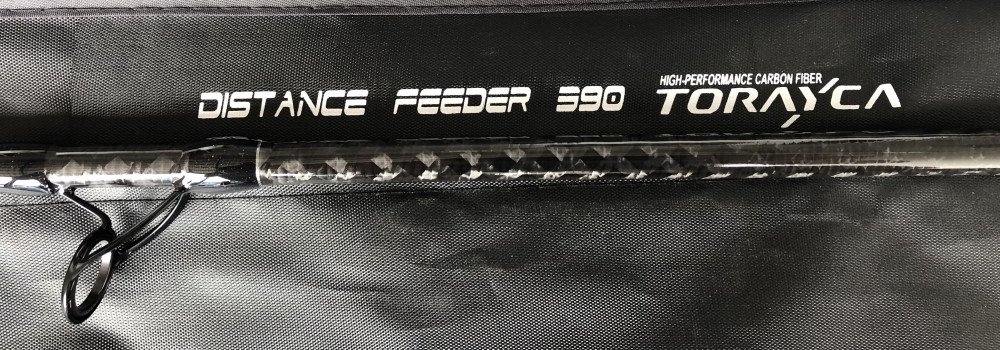 DISTANCE FEEDER 390
HIGH-PERFORMANCE CARBON FIBER
TORAYCA